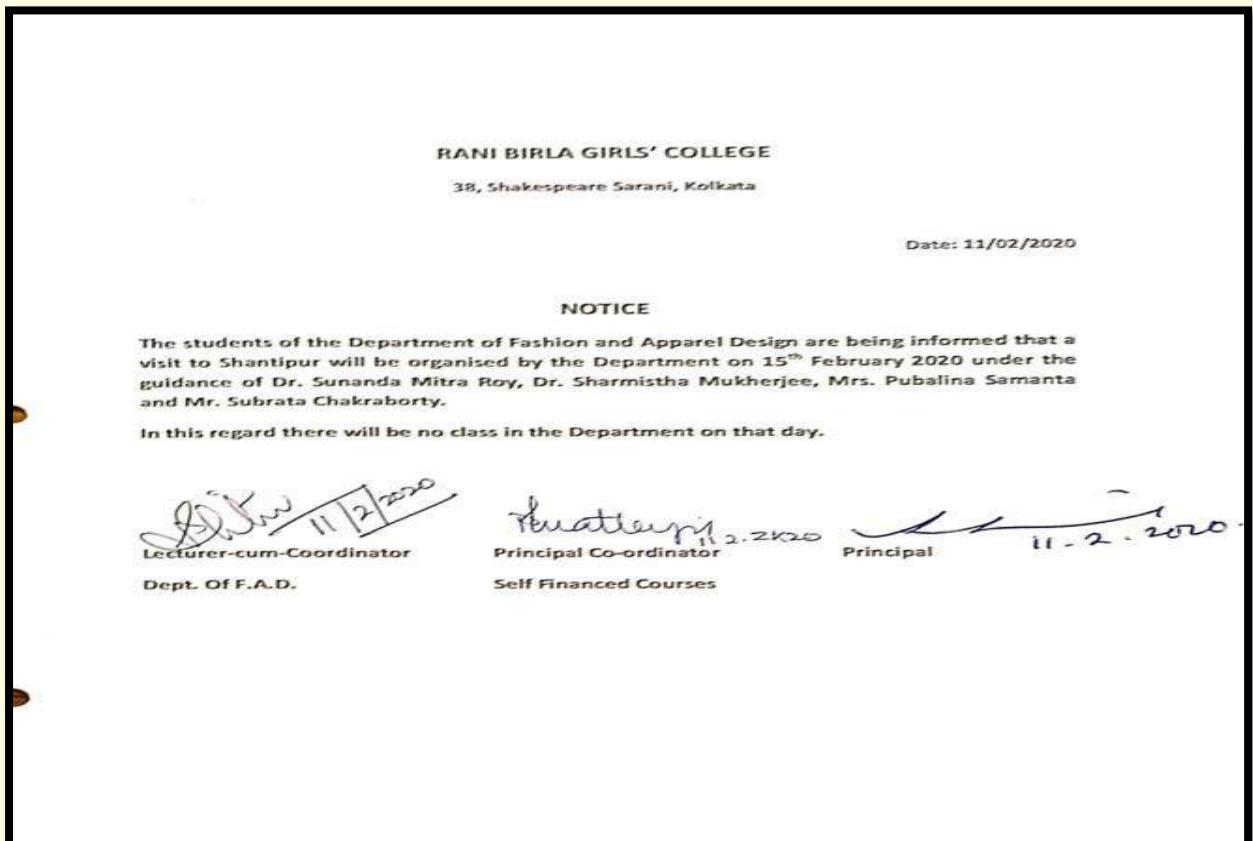 RANI BIRLA GIRLS' COLLEGE
38, Shakespeare Sarani, Kolkata
Date: 11/02/2020
NOTICE
The students of the Department of Fashion and Apparel Design are being informed that a
visit to Shantipur will be organised by the Department on 15th February 2020 under the
guidance of Dr. Sunanda Mitra Roy, Dr. Sharmistha Mukherjee, Mrs. Pubalina Samanta
and Mr. Subrata Chakraborty.
In this regard there will be no class in the Department on that day.
11/2/2020
11.2.2K20
11-2.2020.
Lecturer-cum-Coordinator Principal Co-ordinator Principal
Dept. Of F.A.D. Self Financed Courses